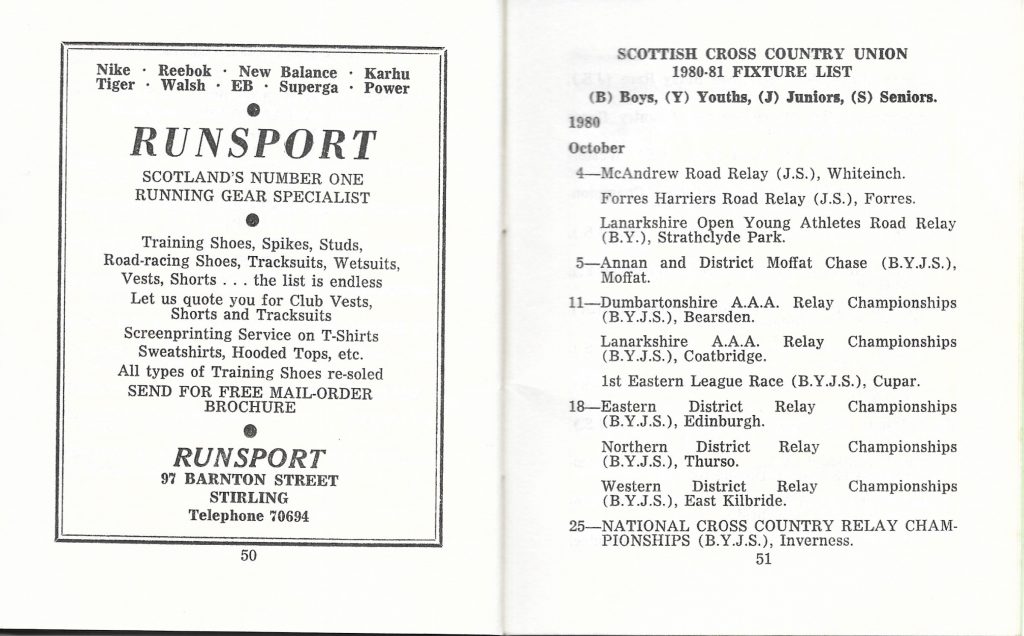 Nike · Reebok · New Balance · Karhu
Tiger · Walsh · EB · Superga · Power
RUNSPORT
SCOTLAND'S NUMBER ONE
RUNNING GEAR SPECIALIST
Training Shoes, Spikes, Studs,
Road-racing Shoes, Tracksuits, Wetsuits,
Vests, Shorts . . . the list is endless
Let us quote you for Club Vests,
Shorts and Tracksuits
Screenprinting Service on T-Shirts
Sweatshirts, Hooded Tops, etc.
All types of Training Shoes re-soled
SEND FOR FREE MAIL-ORDER
BROCHURE
RUNSPORT
97 BARNTON STREET
STIRLING
Telephone 70694
50
SCOTTISH CROSS COUNTRY UNION
1980-81 FIXTURE LIST
(B) Boys, (Y) Youths, (J) Juniors, (S) Seniors.
1980
October
4—McAndrew Road Relay (J.S.), Whiteinch.
Forres Harriers Road Relay (J.S.), Forres.
Lanarkshire Open Young Athletes Road Relay
(B.Y.), Strathclyde Park.
5—Annan and District Moffat Chase (B.Y.J.S.),
Moffat.
11—Dumbartonshire A.A.A. Relay Championships
(B.Y.J.S.), Bearsden.
Lanarkshire A.A.A. Relay Championships
(B.Y.J.S.), Coatbridge.
1st Eastern League Race (B.Y.J.S.), Cupar.
18—Eastern District Relay Championships
(B.Y.J.S.), Edinburgh.
Northern District Relay Championships
(B.Y.J.S.), Thurso.
Western District Relay Championships
(B.Y.J.S.), East Kilbride.
25—NATIONAL CROSS COUNTRY RELAY CHAM-
PIONSHIPS (B.Y.J.S.), Inverness.
51